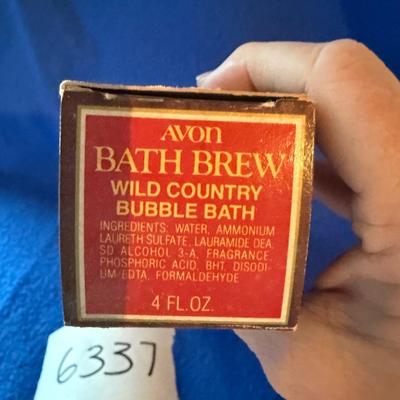 AVON
BATH BREW
WILD COUNTRY
BUBBLE BATH
INGREDIENTS: WATER, AMMONIUM
LAURETH SULFATE, LAURAMIDE DEA,
SD ALCOHOL 3-A, FRAGRANCE,
PHOSPHORIC ACID, BHT, DISODI-
UM EDTA, FORMALDEHYDE
4 FL. OZ.
6337